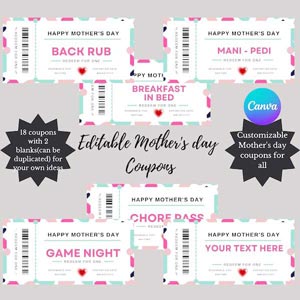 HAPPY MOTHER'S DAY
BACK RUB
REDEEM FOR ONE
HAPPY MOTHER'S DAY
MANI - PEDI
REDEEM FOR ONE
MOTHER'S DAY
BREAKFAST
IN BED
REDEEM FOR ONE
Canva
18 coupons
with 2
blanks(can
be
duplicated) for
your own ideas
Editable Mother's day
Coupons
Customizable
Mother's day
coupons for
all
HAPPY MOTHER'S DAY
CHORE PASS
HAPPY MOTHER'S DAY
GAME NIGHT
REDEEM FOR ONE
HAPPY MOTHER'S DAY
YOUR TEXT HERE
REDEEM FOR ONE